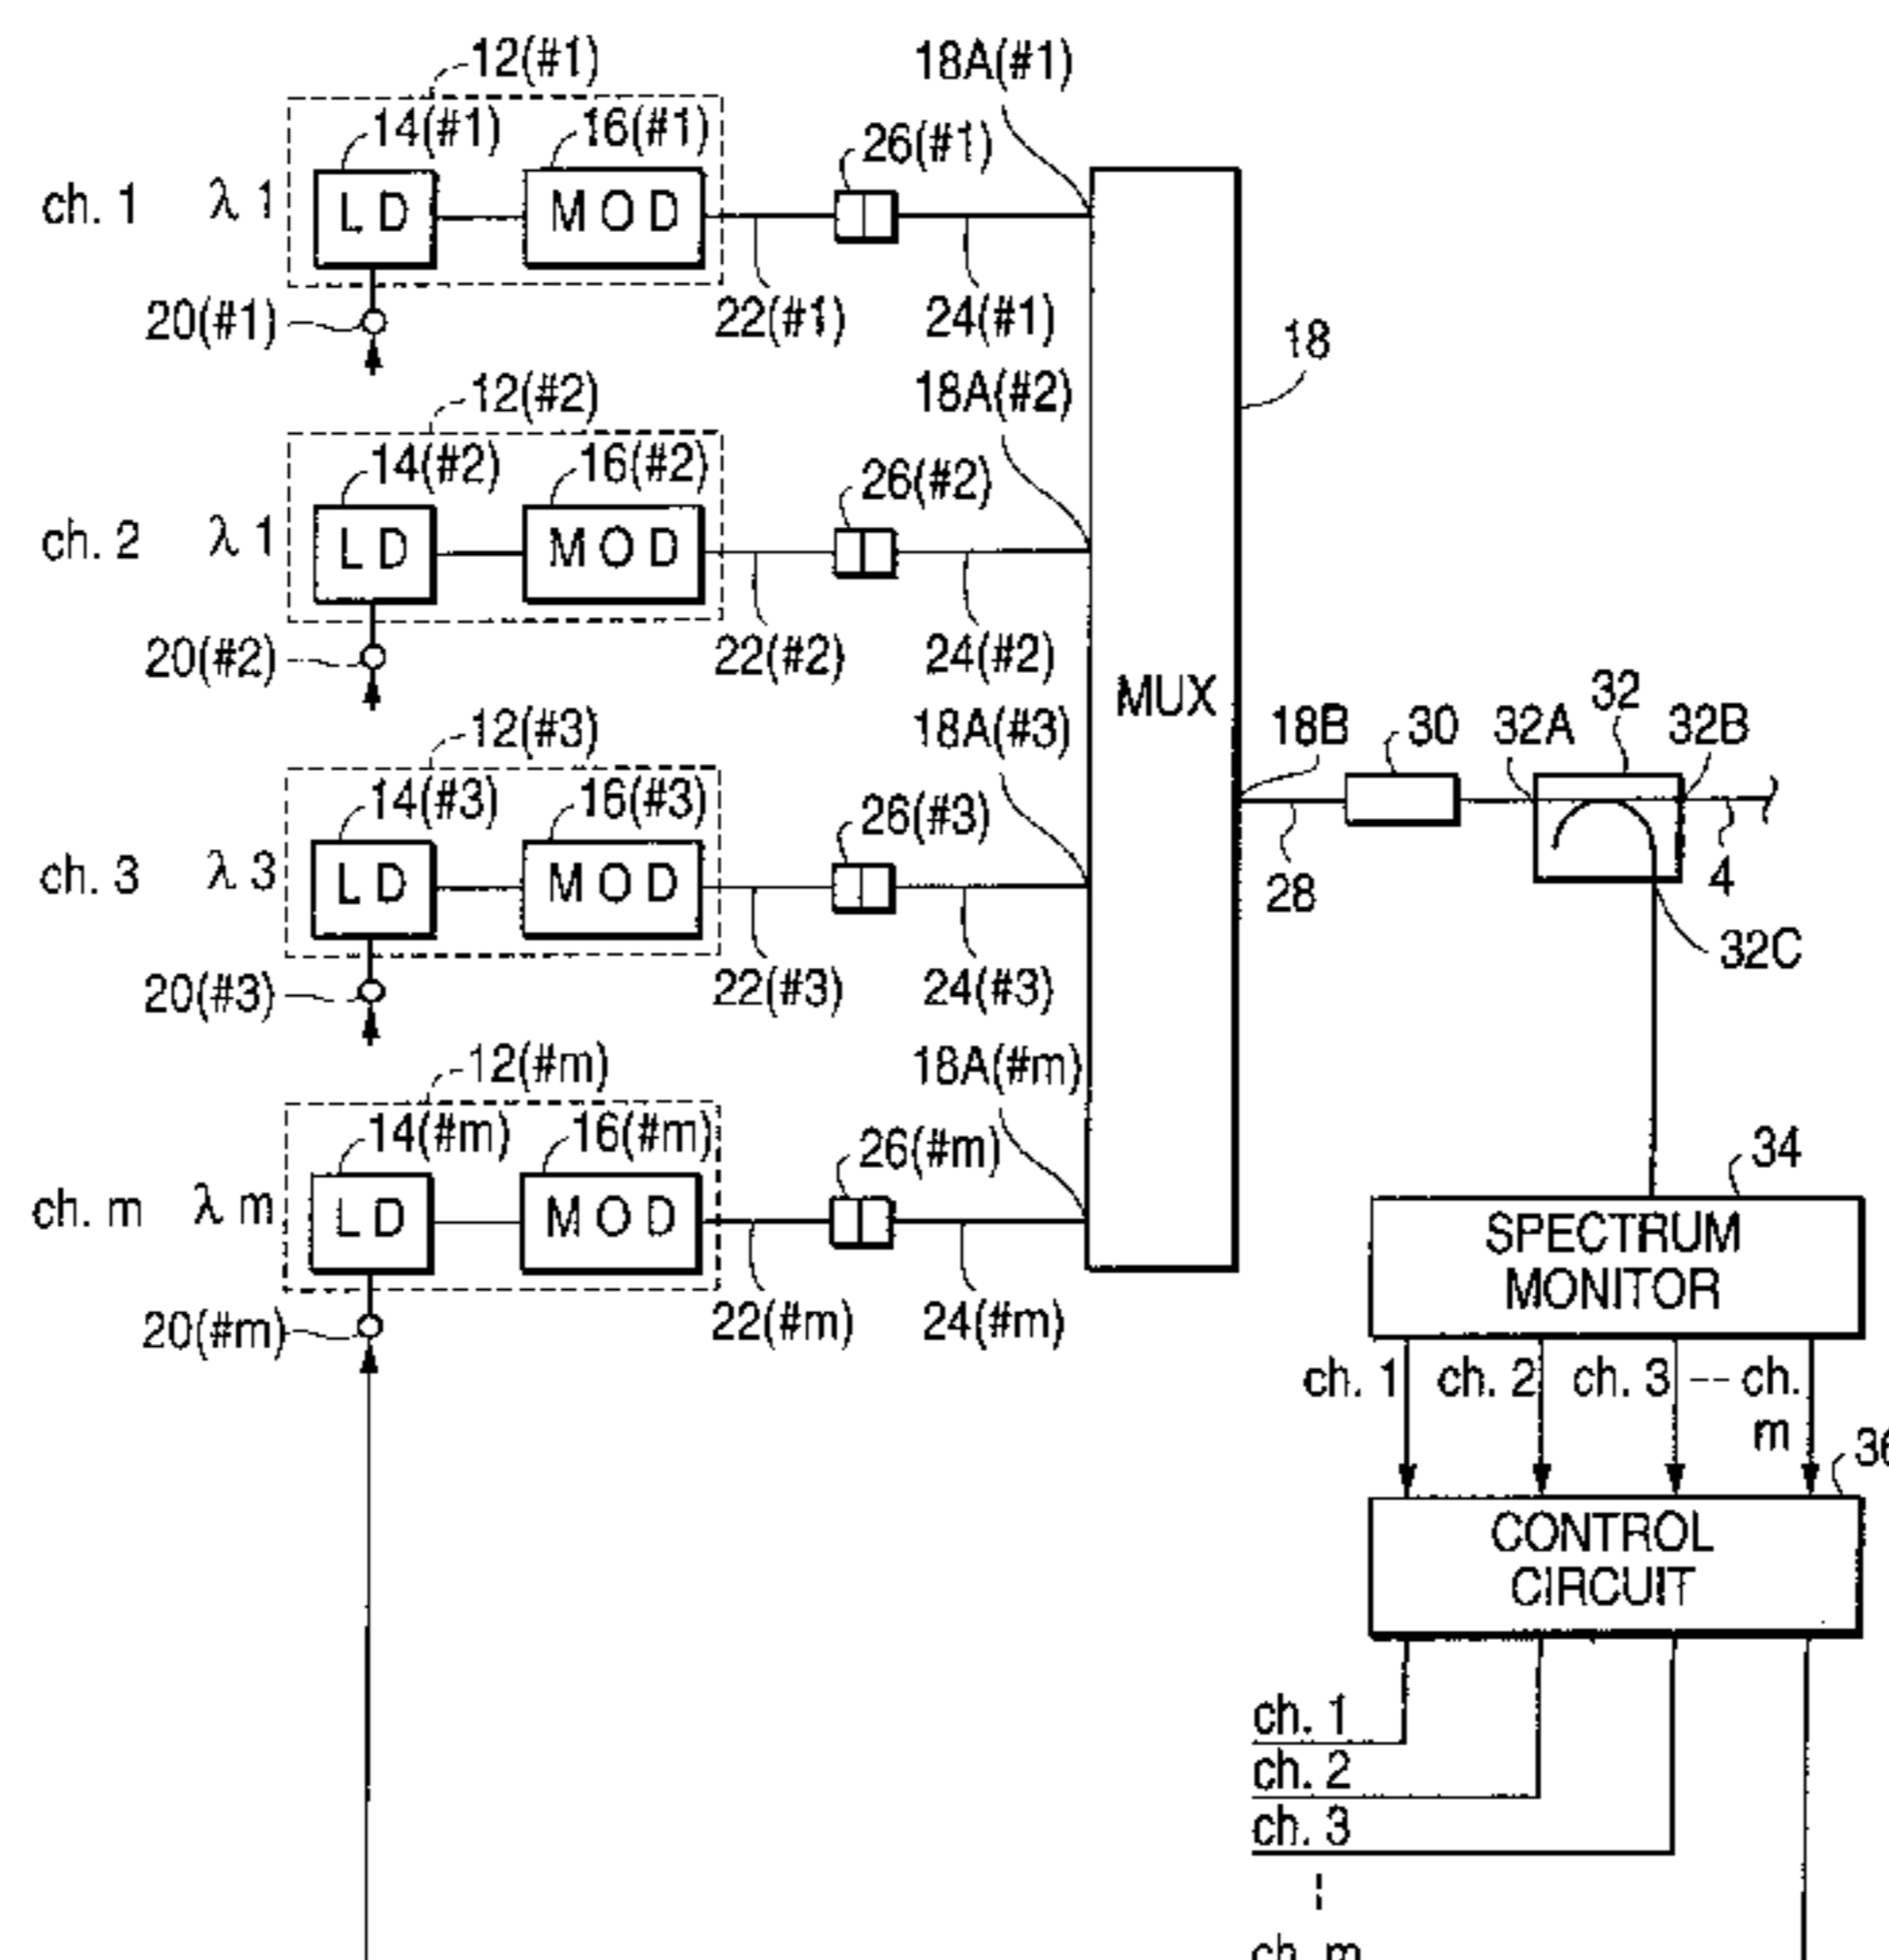 12(#1)
18A(#1)
14(#1)
16(#1)
26(#1)
ch. 1
λ 1
L D
M O D
20(#1)
22(#1)
24(#1)
18
12(#2)
18A(#2)
14(#2)
16(#2)
26(#2)
ch. 2
λ 1
L D
M O D
20(#2)
22(#2)
24(#2)
MUX
12(#3)
18A(#3)
18B
30
32A
32
32B
14(#3)
16(#3)
26(#3)
ch. 3
λ 3
L D
M O D
28
4
32C
20(#3)
22(#3)
24(#3)
12(#m)
18A(#m)
14(#m)
16(#m)
26(#m)
34
ch. m
λ m
L D
M O D
SPECTRUM
MONITOR
20(#m)
22(#m)
24(#m)
ch. 1
ch. 2
ch. 3 -- ch.
m
36
CONTROL
CIRCUIT
ch. 1
ch. 2
ch. 3
ch. m